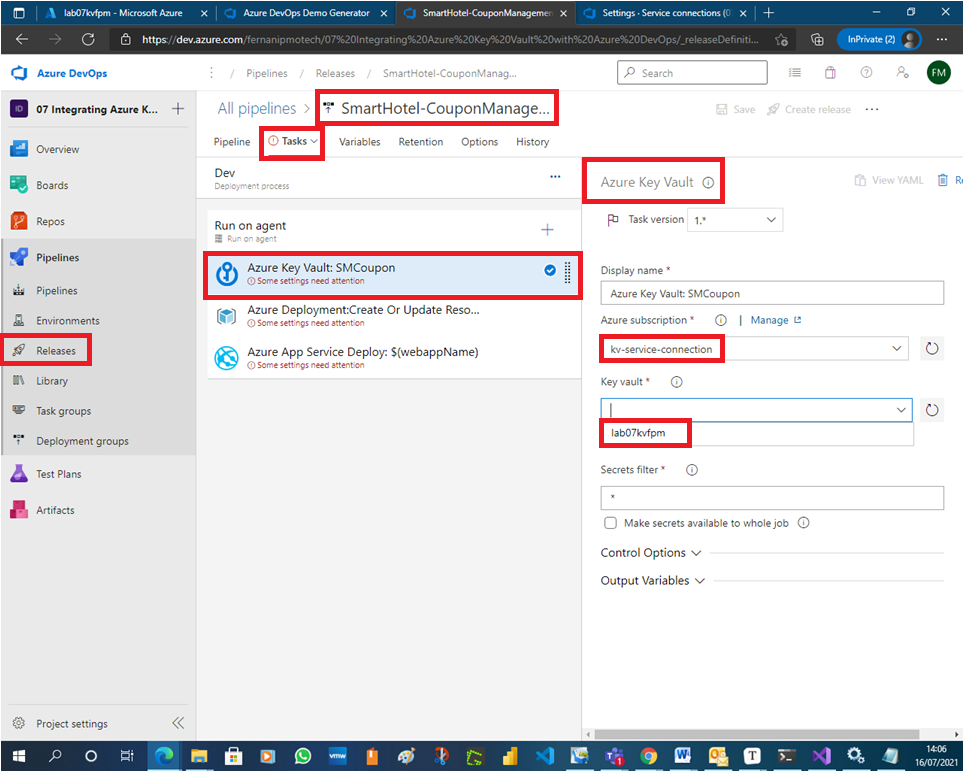 lab07kvfpm - Microsoft Azure
Azure DevOps Demo Generator
SmartHotel-CouponManagemen
Settings · Service connections (0
https://dev.azure.com/fernanipmotech/07%20Integrating%20Azure%20Key%20Vault%20with%20Azure%20DevOps/_releaseDefiniti...
InPrivate (2)
Azure DevOps
/ Pipelines / Releases / SmartHotel-CouponManag...
Search
FM
ID
07 Integrating Azure K...
All pipelines > SmartHotel-CouponManage...
Save
Create release
Pipeline
Tasks
Variables
Retention
Options
History
Overview
Boards
Repos
Pipelines
Pipelines
Environments
Releases
Library
Task groups
Deployment groups
Test Plans
Artifacts
Project settings
Dev
Deployment process
Run on agent
Run on agent
Azure Key Vault: SMCoupon
Some settings need attention
Azure Deployment:Create Or Update Reso...
Some settings need attention
Azure App Service Deploy: $(webappName)
Some settings need attention
Azure Key Vault
View YAML
Re
Task version 1.*
Display name *
Azure Key Vault: SMCoupon
Azure subscription * | Manage
kv-service-connection
Key vault *
lab07kvfpm
Secrets filter *
*
Make secrets available to whole job
Control Options
Output Variables
vmw
T
14:06
16/07/2021